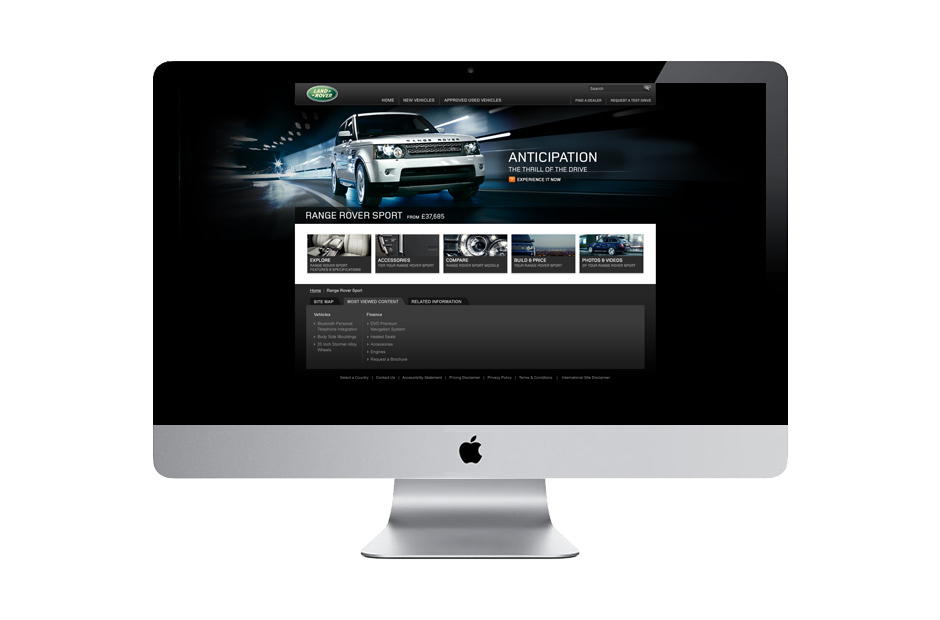 LAND
ROVER
Search
HOME
NEW VEHICLES
APPROVED USED VEHICLES
FIND A DEALER
REQUEST A TEST DRIVE
RANGE ROVER
ANTICIPATION
THE THRILL OF THE DRIVE
EXPERIENCE IT NOW
RANGE ROVER SPORT FROM £37,685
EXPLORE
RANGE ROVER SPORT
FEATURES & SPECIFICATIONS
ACCESSORIES
FOR YOUR RANGE ROVER SPORT
COMPARE
RANGE ROVER SPORT MODELS
BUILD & PRICE
YOUR RANGE ROVER SPORT
PHOTOS & VIDEOS
OF YOUR RANGE ROVER SPORT
Home | Range Rover Sport
SITE MAP
MOST VIEWED CONTENT
RELATED INFORMATION
Vehicles
Bluetooth Personal
Telephone Integration
Body Side Mouldings
20 Inch Stormer Alloy
Wheels
Finance
DVD Premium
Navigation System
Heated Seats
Accessories
Engines
Request a Brochure
Select a Country | Contact Us | Accessibility Statement | Pricing Disclaimer | Privacy Policy | Terms & Conditions | International Site Disclaimer